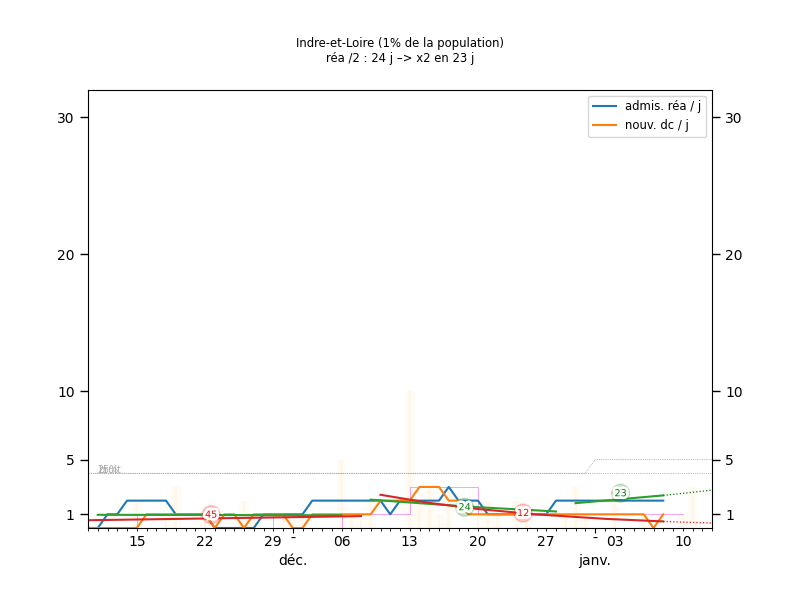 Indre-et-Loire (1% de la population)
réa /2 : 24 j –> x2 en 23 j
admis. réa / j
nouv. dc / j
30 30
20 20
10 10
5 5
1 1
45 24 12 23
15 22 29 - 06 13 20 27 - 03 10
déc. janv.